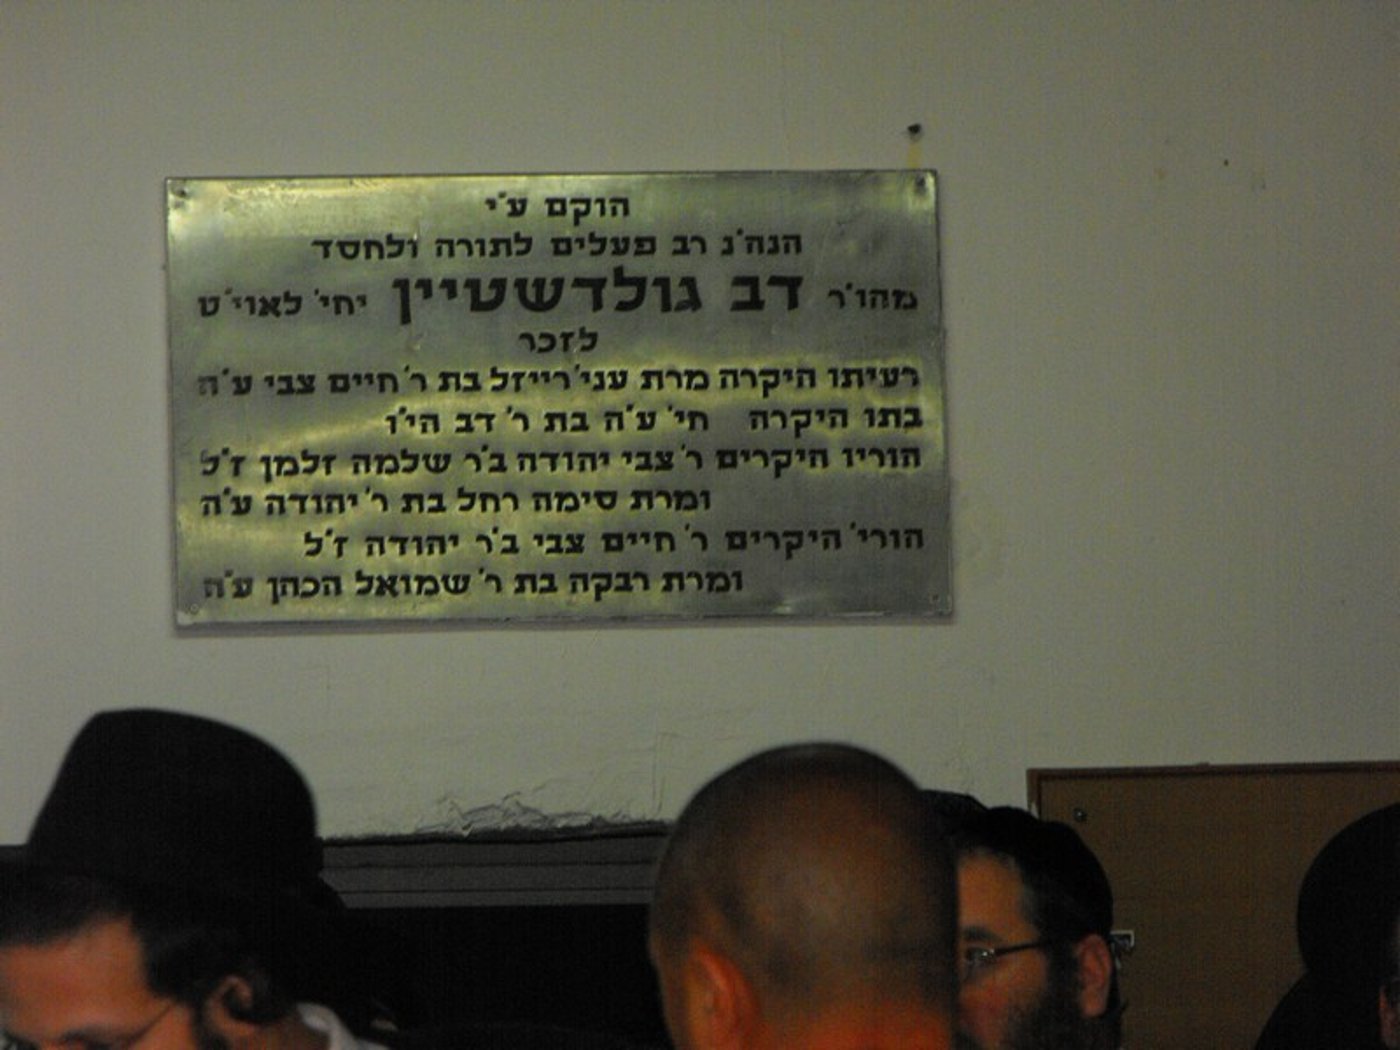 הוקם ע"י
הנה"נ רב פעלים לתורה ולחסד
מהו"ר דב גולדשטיין יחי' לאוי"ט
לזכר
רעיתו היקרה מרת עני'רייזל בת ר' חיים צבי ע"ה
בתו היקרה חי' ע"ה בת ר' דב הי"ו
הוריו היקרים ר' צבי יהודה ב"ר שלמה זלמן ז"ל
ומרת סימה רחל בת ר' יהודה ע"ה
הורי' היקרים ר' חיים צבי ב"ר יהודה ז"ל
ומרת רבקה בת ר' שמואל הכהן ע"ה